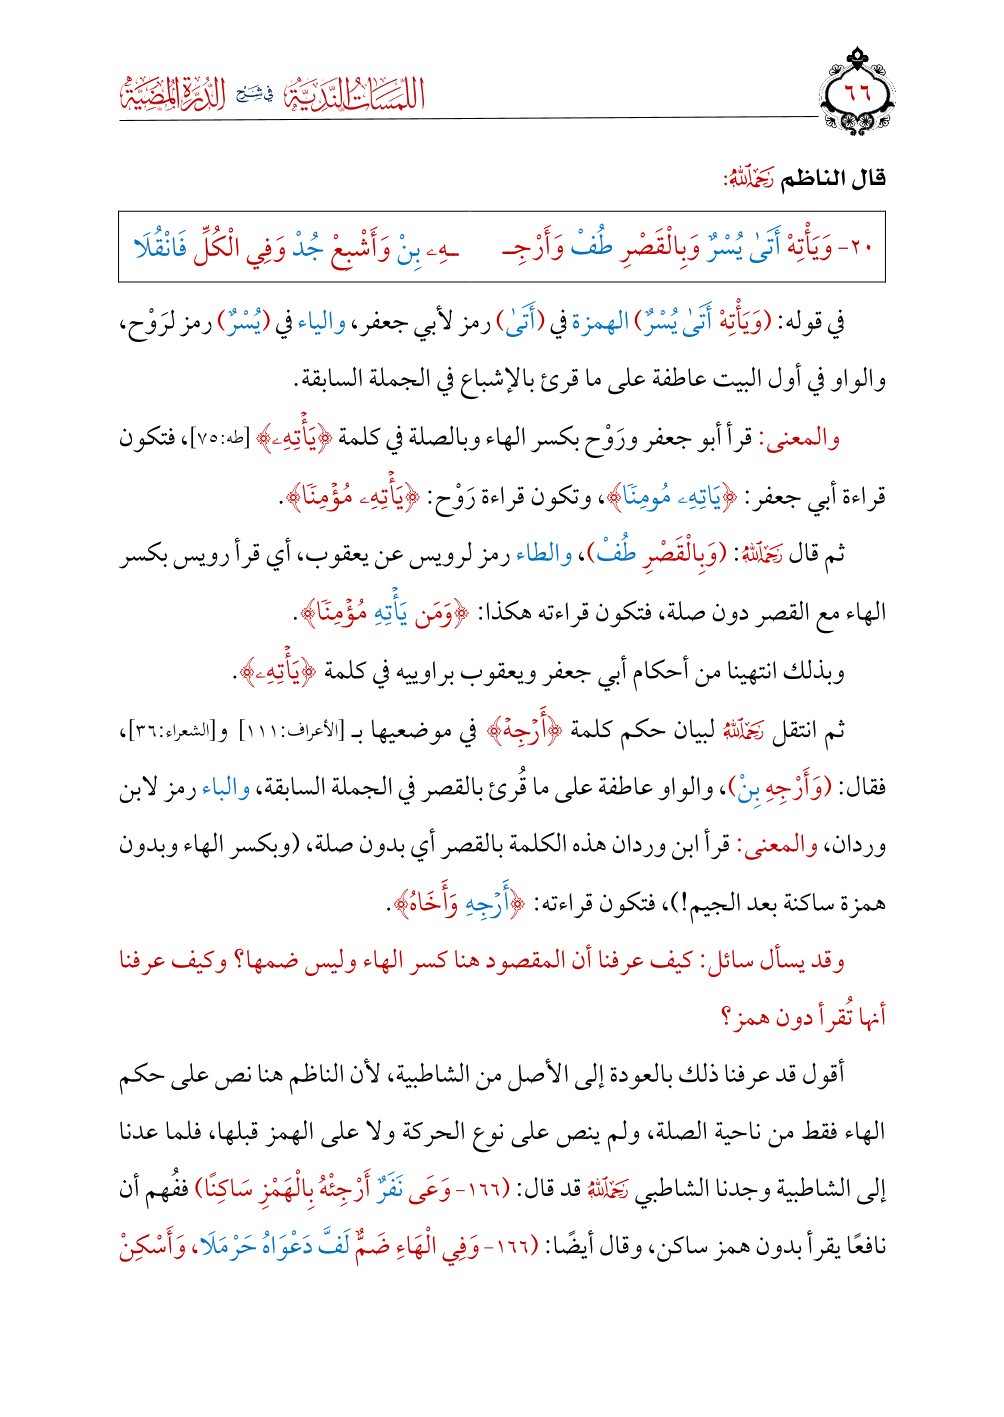 ٦٦
اللمسات الندية في شرح الدرة المضية
قال الناظم رحمه الله:
٢٠- وَيَأْتِهْ أَتَىٰ يُسْرٌ وَبِالْقَصْرِ طُفْ وَأَرْجِـ ـهِۦ بِنْ وَأَشْبِعْ جُدْ وَفِي الْكُلِّ فَانْقُلَا
في قوله: (وَيَأْتِهْ أَتَىٰ يُسْرٌ) الهمزة في (أَتَىٰ) رمز لأبي جعفر، والياء في (يُسْرٌ) رمز لرَوْح،
والواو في أول البيت عاطفة على ما قرئ بالإشباع في الجملة السابقة.
والمعنى: قرأ أبو جعفر ورَوْح بكسر الهاء وبالصلة في كلمة ﴿يَأۡتِهِۦ﴾ [طه:٧٥]، فتكون
قراءة أبي جعفر: ﴿يَاتِهِۦ مُومِنٗا﴾، وتكون قراءة رَوْح: ﴿يَأۡتِهِۦ مُؤۡمِنٗا﴾.
ثم قال رحمه الله: (وَبِالْقَصْرِ طُفْ)، والطاء رمز لرويس عن يعقوب، أي قرأ رويس بكسر
الهاء مع القصر دون صلة، فتكون قراءته هكذا: ﴿وَمَن يَأۡتِهِ مُؤۡمِنٗا﴾.
وبذلك انتهينا من أحكام أبي جعفر ويعقوب براوييه في كلمة ﴿يَأۡتِهِۦ﴾.
ثم انتقل رحمه الله لبيان حكم كلمة ﴿أَرۡجِهۡ﴾ في موضعيها بـ [الأعراف:١١١] و[الشعراء:٣٦]،
فقال: (وَأَرْجِهِ بِنْ)، والواو عاطفة على ما قُرئ بالقصر في الجملة السابقة، والباء رمز لابن
وردان، والمعنى: قرأ ابن وردان هذه الكلمة بالقصر أي بدون صلة، (وبكسر الهاء وبدون
همزة ساكنة بعد الجيم!)، فتكون قراءته: ﴿أَرۡجِهِ وَأَخَاهُ﴾.
وقد يسأل سائل: كيف عرفنا أن المقصود هنا كسر الهاء وليس ضمها؟ وكيف عرفنا
أنها تُقرأ دون همز؟
أقول قد عرفنا ذلك بالعودة إلى الأصل من الشاطبية، لأن الناظم هنا نص على حكم
الهاء فقط من ناحية الصلة، ولم ينص على نوع الحركة ولا على الهمز قبلها، فلما عدنا
إلى الشاطبية وجدنا الشاطبي رحمه الله قد قال: (١٦٦- وَعَى نَفَرٌ أَرْجِئْهُ بِالْهَمْزِ سَاكِنًا) ففُهم أن
نافعًا يقرأ بدون همز ساكن، وقال أيضًا: (١٦٦- وَفِي الْهَاءِ ضَمٌّ لَفَّ دَعْوَاهُ حَرْمَلَا، وَأَسْكِنْ